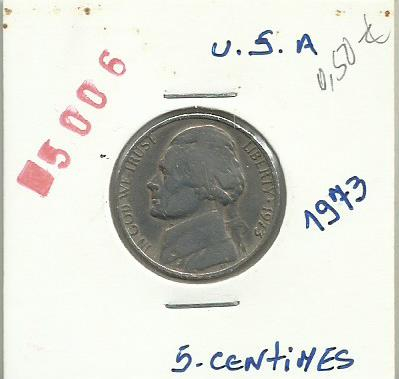 U.S.A
0,50 €
5006
IN GOD WE TRUST
LIBERTY · 1973
1973
5-CENTIMES